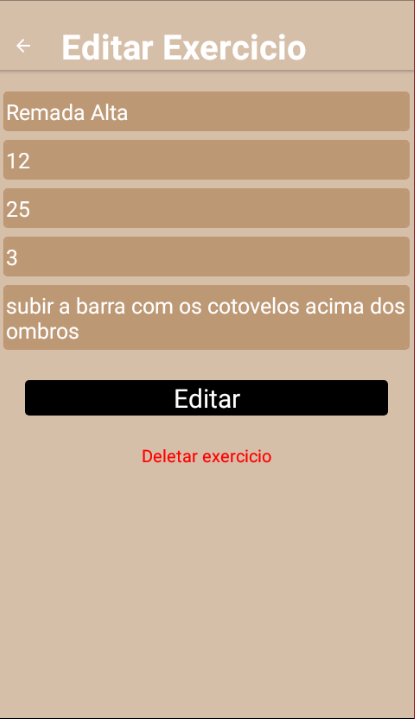 Editar Exercicio
Remada Alta
12
25
3
subir a barra com os cotovelos acima dos
ombros
Editar
Deletar exercicio